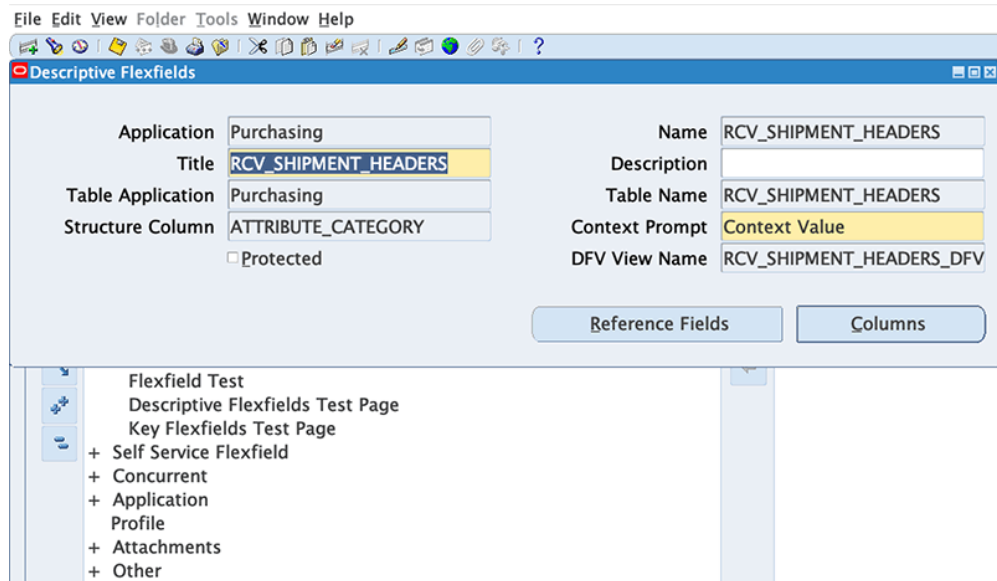 File Edit View Folder Tools Window Help
?
Descriptive Flexfields
Application Purchasing Name RCV_SHIPMENT_HEADERS
Title RCV_SHIPMENT_HEADERS Description
Table Application Purchasing Table Name RCV_SHIPMENT_HEADERS
Structure Column ATTRIBUTE_CATEGORY Context Prompt Context Value
Protected DFV View Name RCV_SHIPMENT_HEADERS_DFV
Reference Fields Columns
Flexfield Test
Descriptive Flexfields Test Page
Key Flexfields Test Page
+ Self Service Flexfield
+ Concurrent
+ Application
Profile
+ Attachments
+ Other